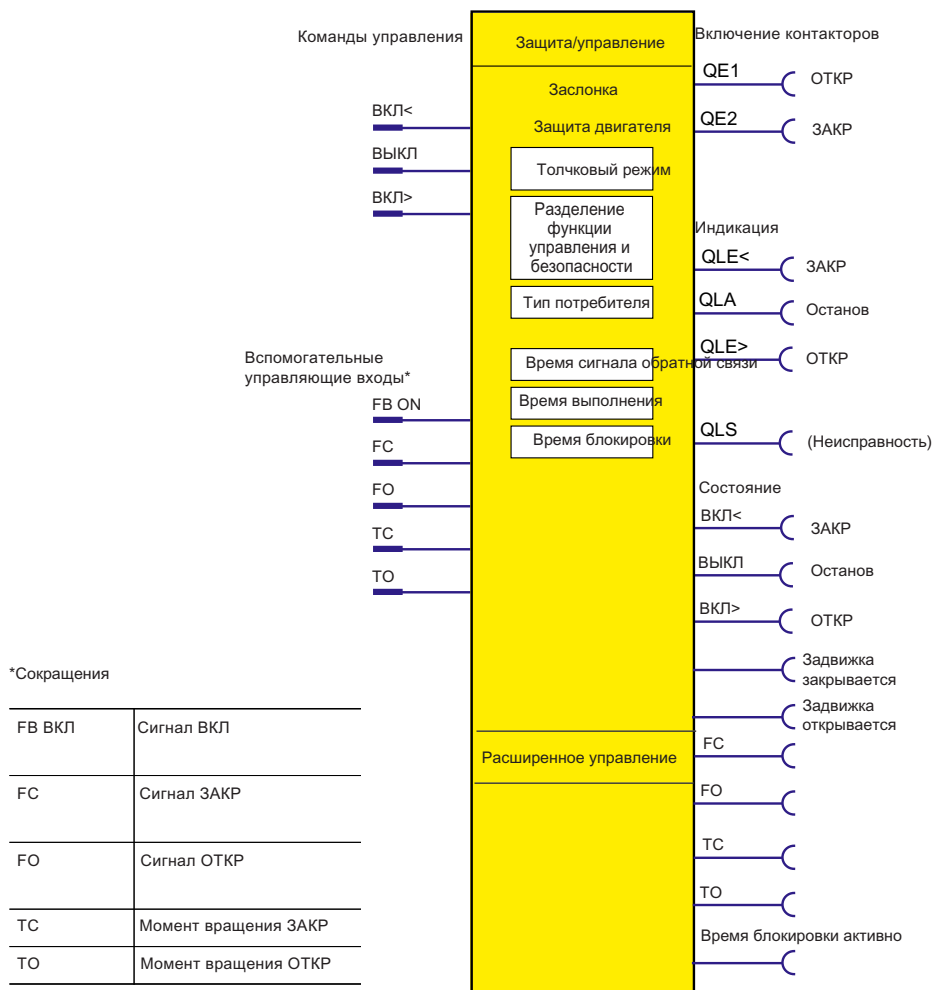 Команды управления
Защита/управление
Включение контакторов
QE1
ОТКР
Заслонка
ВКЛ<
Защита двигателя
QE2
ЗАКР
ВЫКЛ
Толчковый режим
ВКЛ>
Разделение
функции
управления и
безопасности
Индикация
QLE<
ЗАКР
Тип потребителя
QLA
Останов
QLE>
ОТКР
Вспомогательные
управляющие входы*
Время сигнала обратной связи
FB ON
Время выполнения
FC
Время блокировки
QLS
(Неисправность)
FO
Состояние
ВКЛ<
ЗАКР
TC
ВЫКЛ
Останов
TO
ВКЛ>
ОТКР
Задвижка
закрывается
Задвижка
открывается
*Сокращения
FB ВКЛ
Сигнал ВКЛ
FC
Сигнал ЗАКР
FO
Сигнал ОТКР
TC
Момент вращения ЗАКР
TO
Момент вращения ОТКР
Расширенное управление
FC
FO
TC
TO
Время блокировки активно